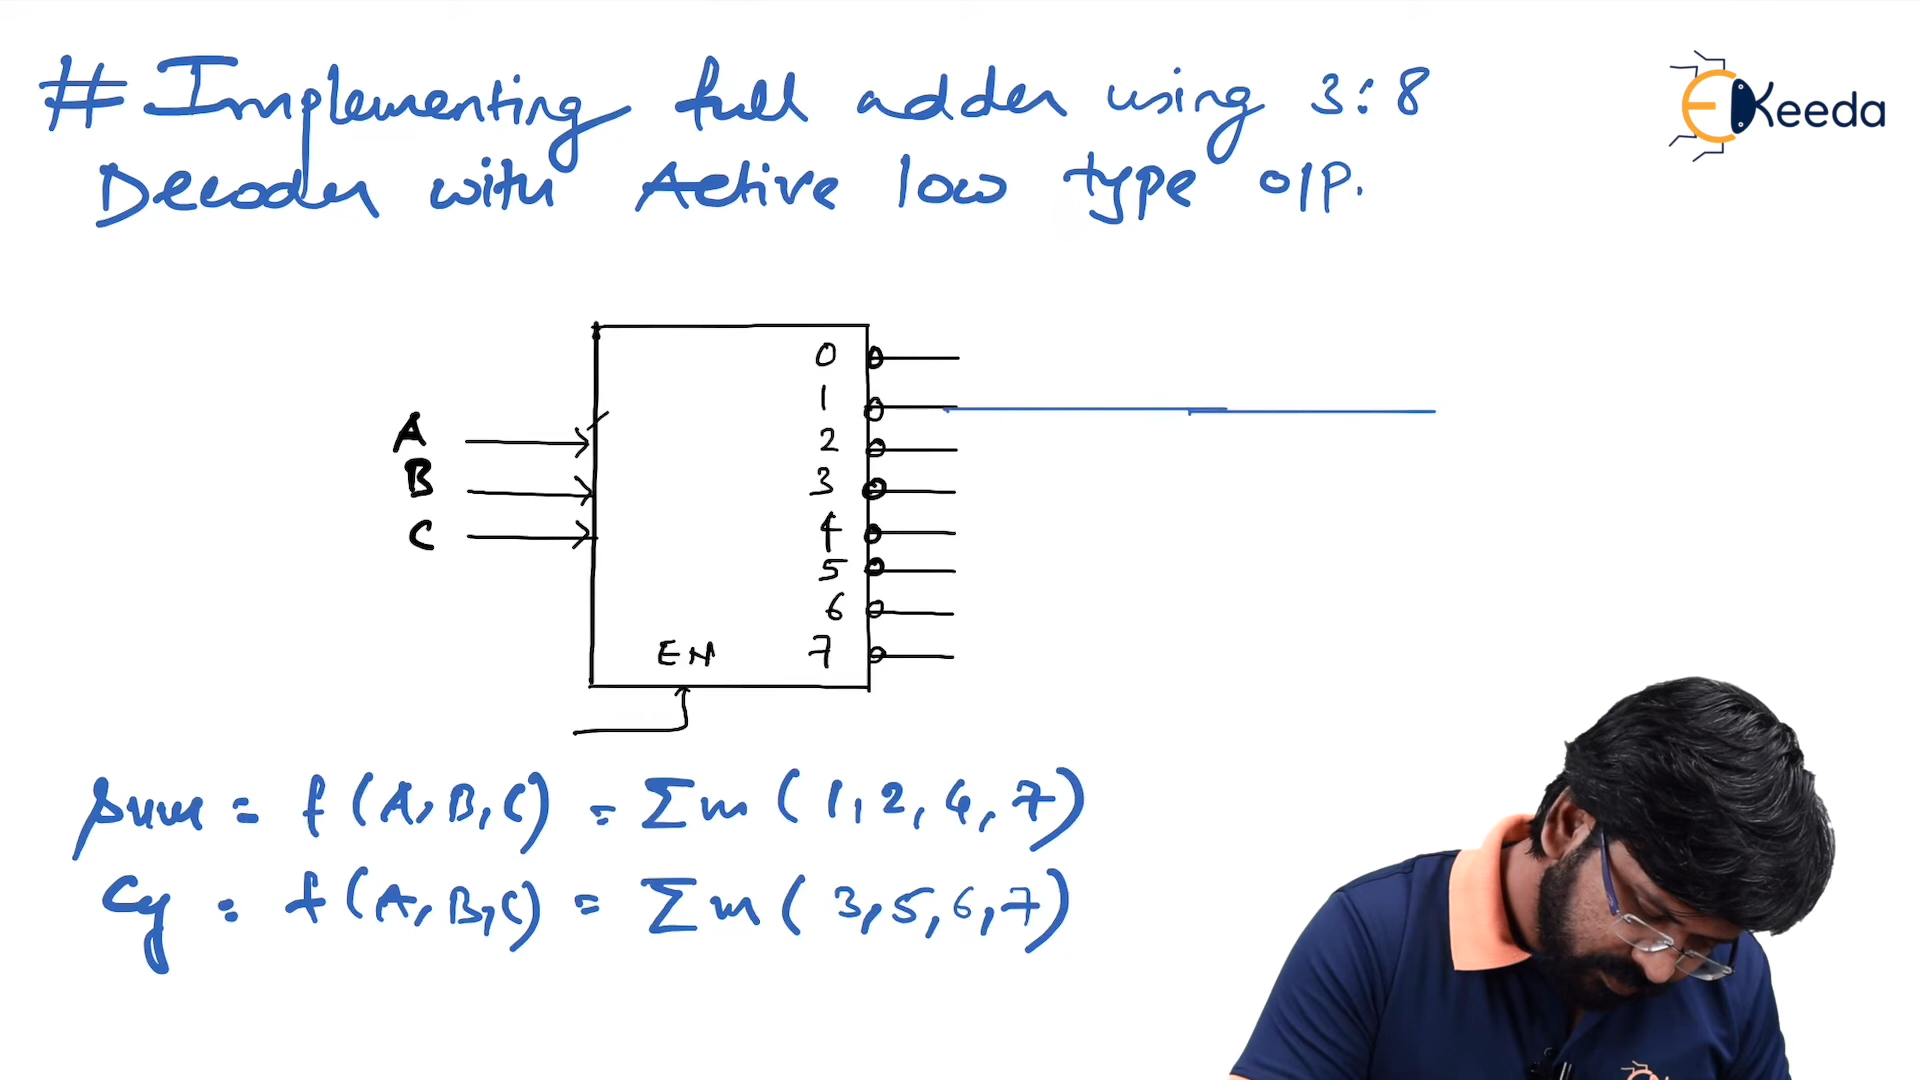 # Implementing full adder using 3:8
Decoder with Active low type o/p.
EKeeda
0
1
2
3
4
5
6
7
A
B
C
EN
Sum = f(A,B,C) = Σm(1,2,4,7)
Cy = f(A,B,C) = Σm(3,5,6,7)